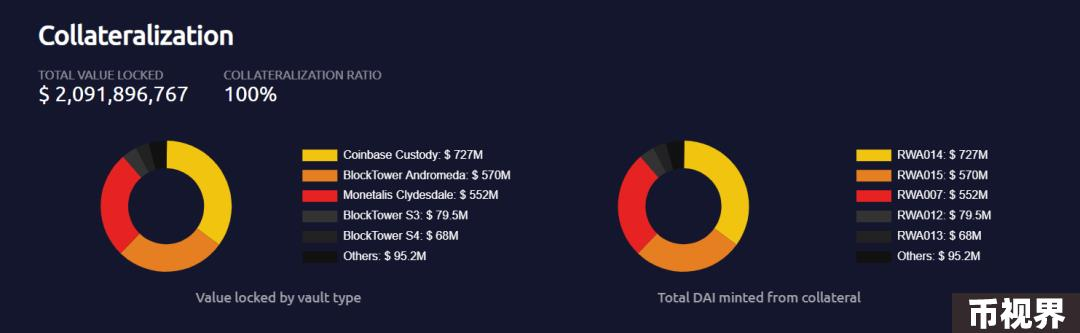 Collateralization
TOTAL VALUE LOCKED
$ 2,091,896,767
COLLATERALIZATION RATIO
100%
Coinbase Custody: $ 727M
BlockTower Andromeda: $ 570M
Monetalis Clydesdale: $ 552M
BlockTower S3: $ 79.5M
BlockTower S4: $ 68M
Others: $ 95.2M
Value locked by vault type
RWA014: $ 727M
RWA015: $ 570M
RWA007: $ 552M
RWA012: $ 79.5M
RWA013: $ 68M
Others: $ 95.2M
Total DAI minted from collateral
币视界